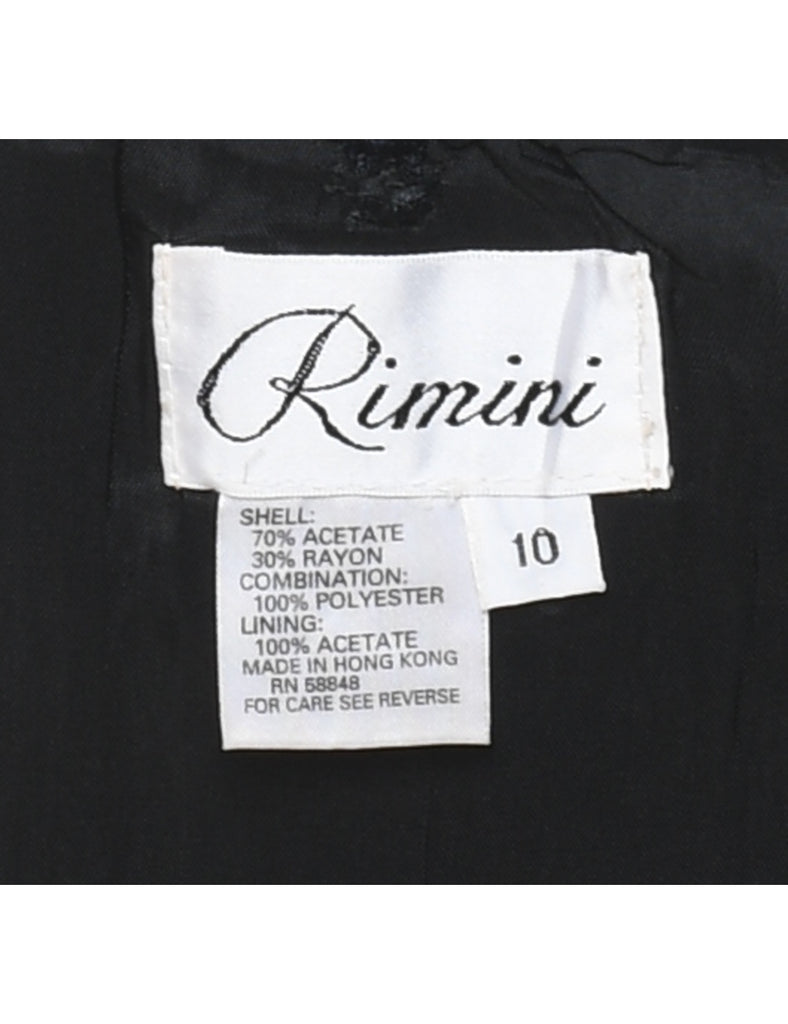 Rimini
SHELL:
70% ACETATE
30% RAYON
COMBINATION:
100% POLYESTER
LINING:
100% ACETATE
MADE IN HONG KONG
RN 58848
FOR CARE SEE REVERSE
10